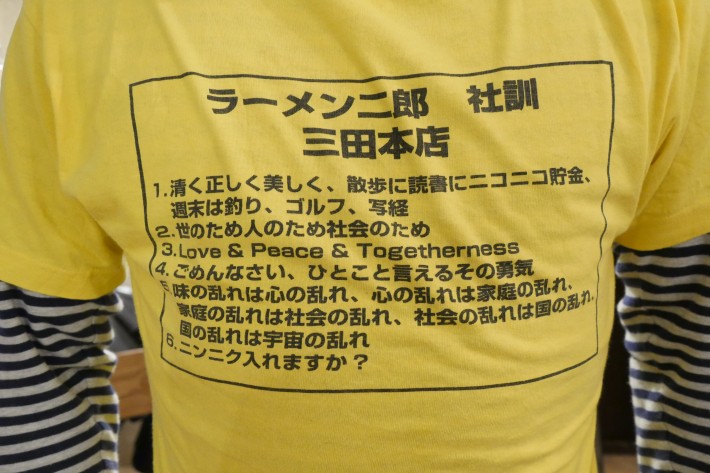 ラーメン二郎 社訓
三田本店
1.清く正しく美しく、散歩に読書にニコニコ貯金、
週末は釣り、ゴルフ、写経
2.世のため人のため社会のため
3.Love & Peace & Togetherness
4.ごめんなさい、ひとこと言えるその勇気
5.味の乱れは心の乱れ、心の乱れは家庭の乱れ、
家庭の乱れは社会の乱れ、社会の乱れは国の乱れ、
国の乱れは宇宙の乱れ
6.ニンニク入れますか？